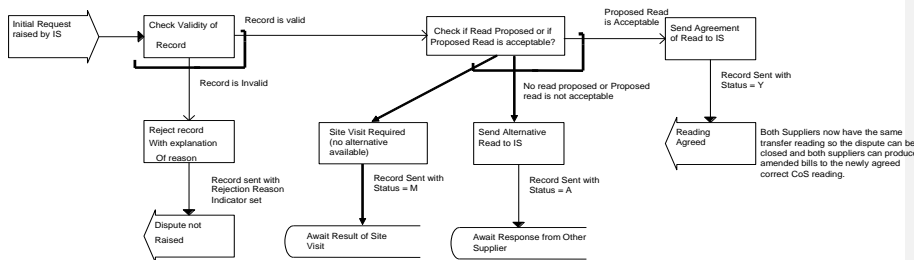 Initial Request
raised by IS
Check Validity of
Record
Record is valid
Record is Invalid
Check if Read Proposed or if
Proposed Read is acceptable?
Proposed Read
is Acceptable
Send Agreement
of Read to IS
No read proposed or Proposed
read is not acceptable
Record Sent with
Status = Y
Reject record
With explanation
Of reason
Site Visit Required
(no alternative
available)
Send Alternative
Read to IS
Reading
Agreed
Both Suppliers now have the same
transfer reading so the dispute can be
closed and both suppliers can produce
amended bills to the newly agreed
correct CoS reading.
Record sent with
Rejection Reason
Indicator set
Record Sent with
Status = M
Record Sent with
Status = A
Dispute not
Raised
Await Result of Site
Visit
Await Response from Other
Supplier